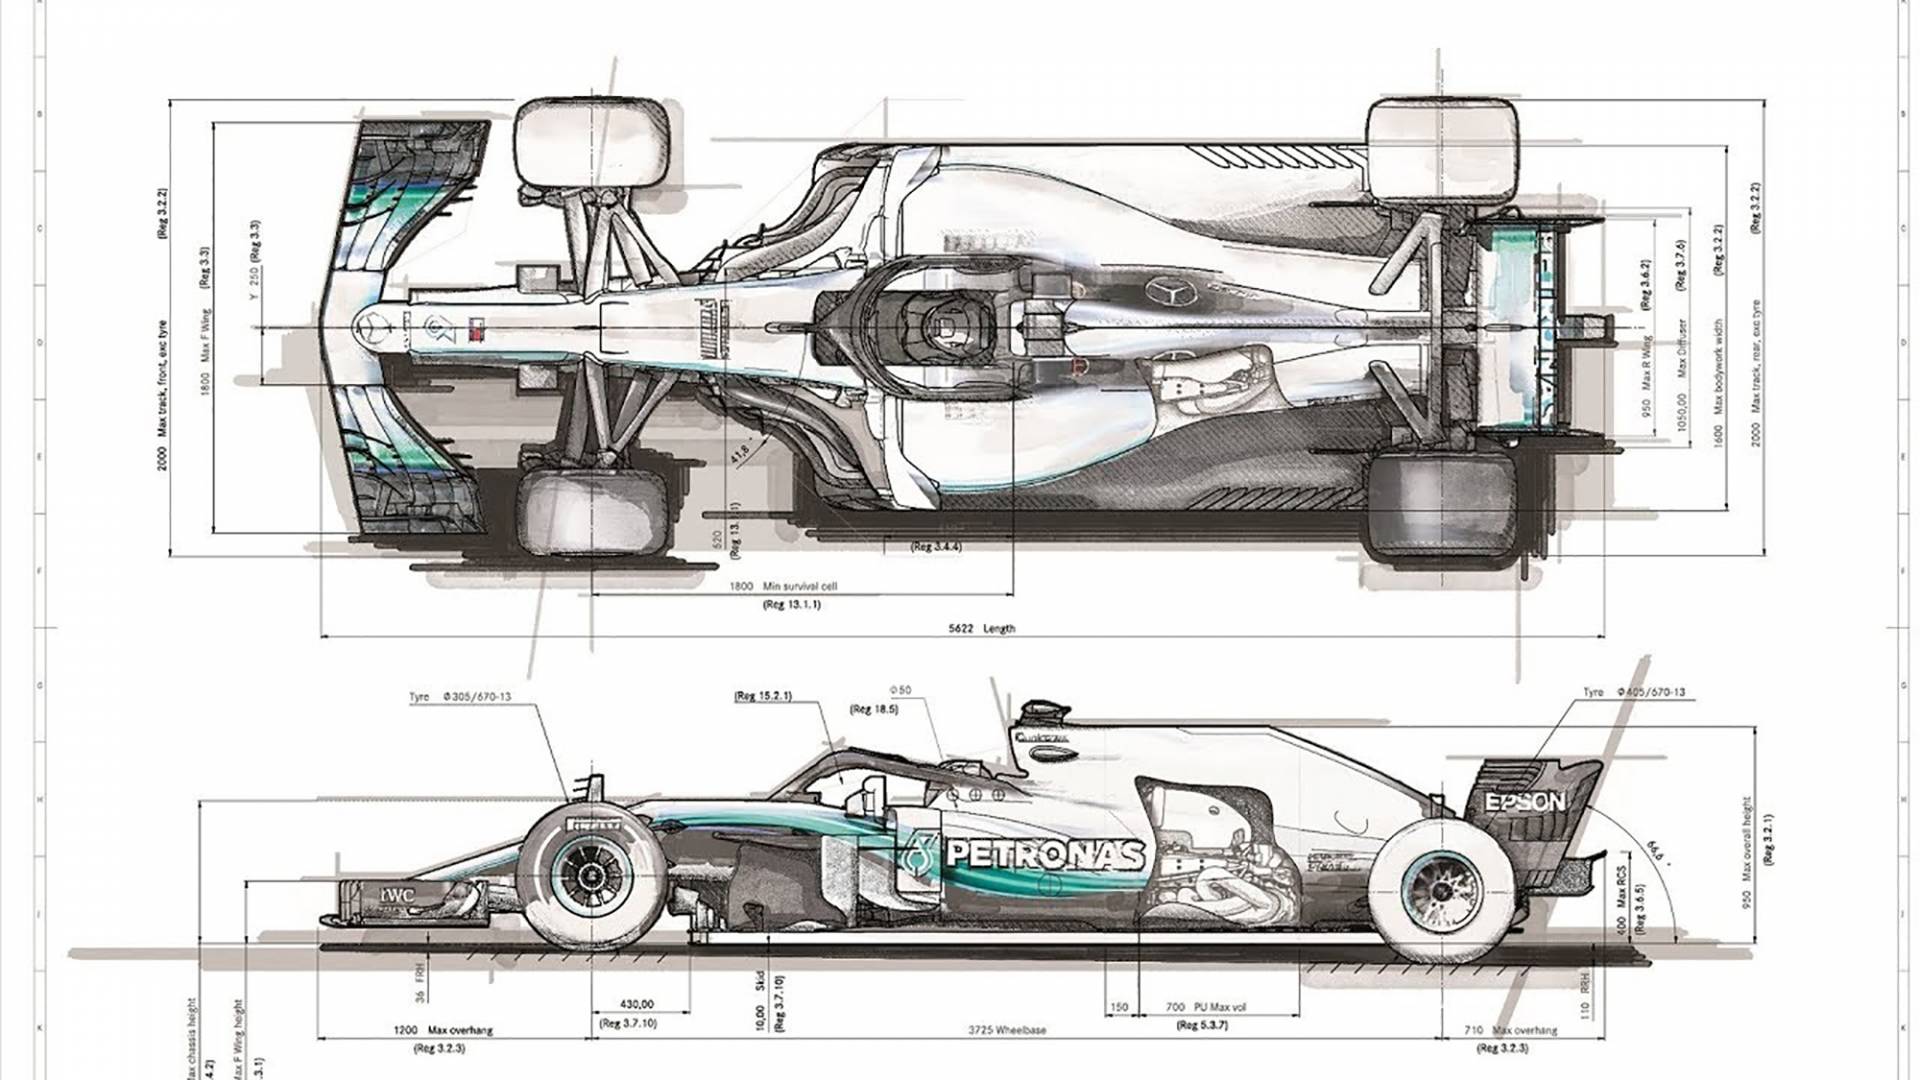 2000 Max track, front, exc tyre (Reg 3.2.2)
1800 Max F Wing (Reg 3.3)
Y 250 (Reg 3.3)
41,8°
520
(Reg 3.4.4)
1800 Min survival cell
(Reg 13.1.1)
5622 Length
950 Max R Wing (Reg 3.6.2)
1050,00 Max Diffuser (Reg 3.7.6)
1600 Max bodywork width (Reg 3.2.2)
2000 Max track, rear, exc tyre (Reg 3.2.2)
Tyre Ø305/670-13
(Reg 15.2.1)
Ø50
(Reg 18.5)
Tyre Ø405/670-13
Qualcomm
EPSON
PETRONAS
IWC
950 Max overall height
(Reg 3.2.1)
400 Max RCS
(Reg 3.6.5)
36 FRH
430,00
(Reg 3.7.10)
10,00 Skid
(Reg 3.7.10)
150
700 PU Max vol
(Reg 5.3.7)
110 RRH
1200 Max overhang
(Reg 3.2.3)
3725 Wheelbase
710 Max overhang
(Reg 3.2.3)
Max chassis height
.4.2)
Max F Wing height
.3.1)
B
C
D
E
F
G
H
J
K
B
C
D
E
F
G
H
J
K